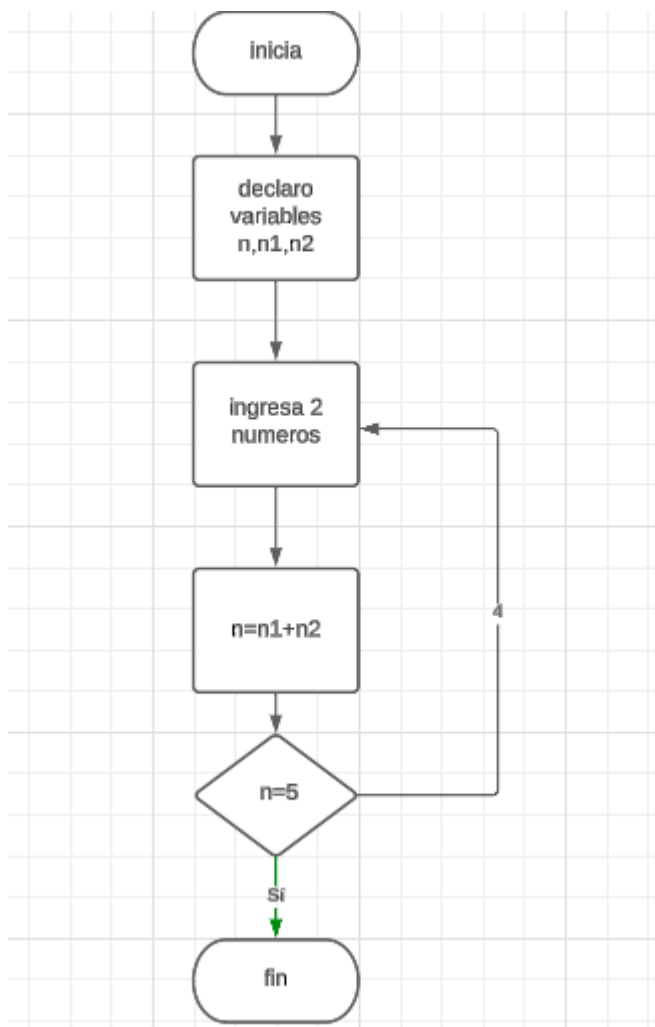 inicia
declaro
variables
n,n1,n2
ingresa 2
numeros
n=n1+n2
4
n=5
Sí
fin